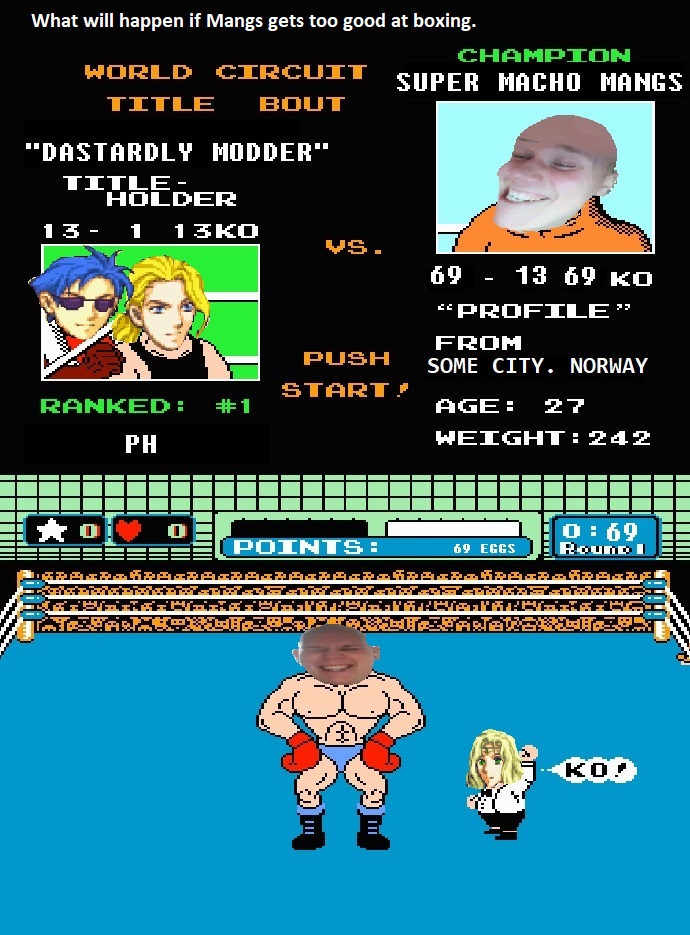 What will happen if Mangs gets too good at boxing.
CHAMPION
SUPER MACHO MANGS
WORLD CIRCUIT
TITLE BOUT
"DASTARDLY MODDER"
TITLE-
HOLDER
13- 1 13KO
VS.
69 - 13 69 KO
“PROFILE”
FROM
SOME CITY. NORWAY
PUSH
START!
RANKED: #1
AGE: 27
PH
WEIGHT:242
0 0
POINTS: 69 EGGS
0:69
Round 1
KO!